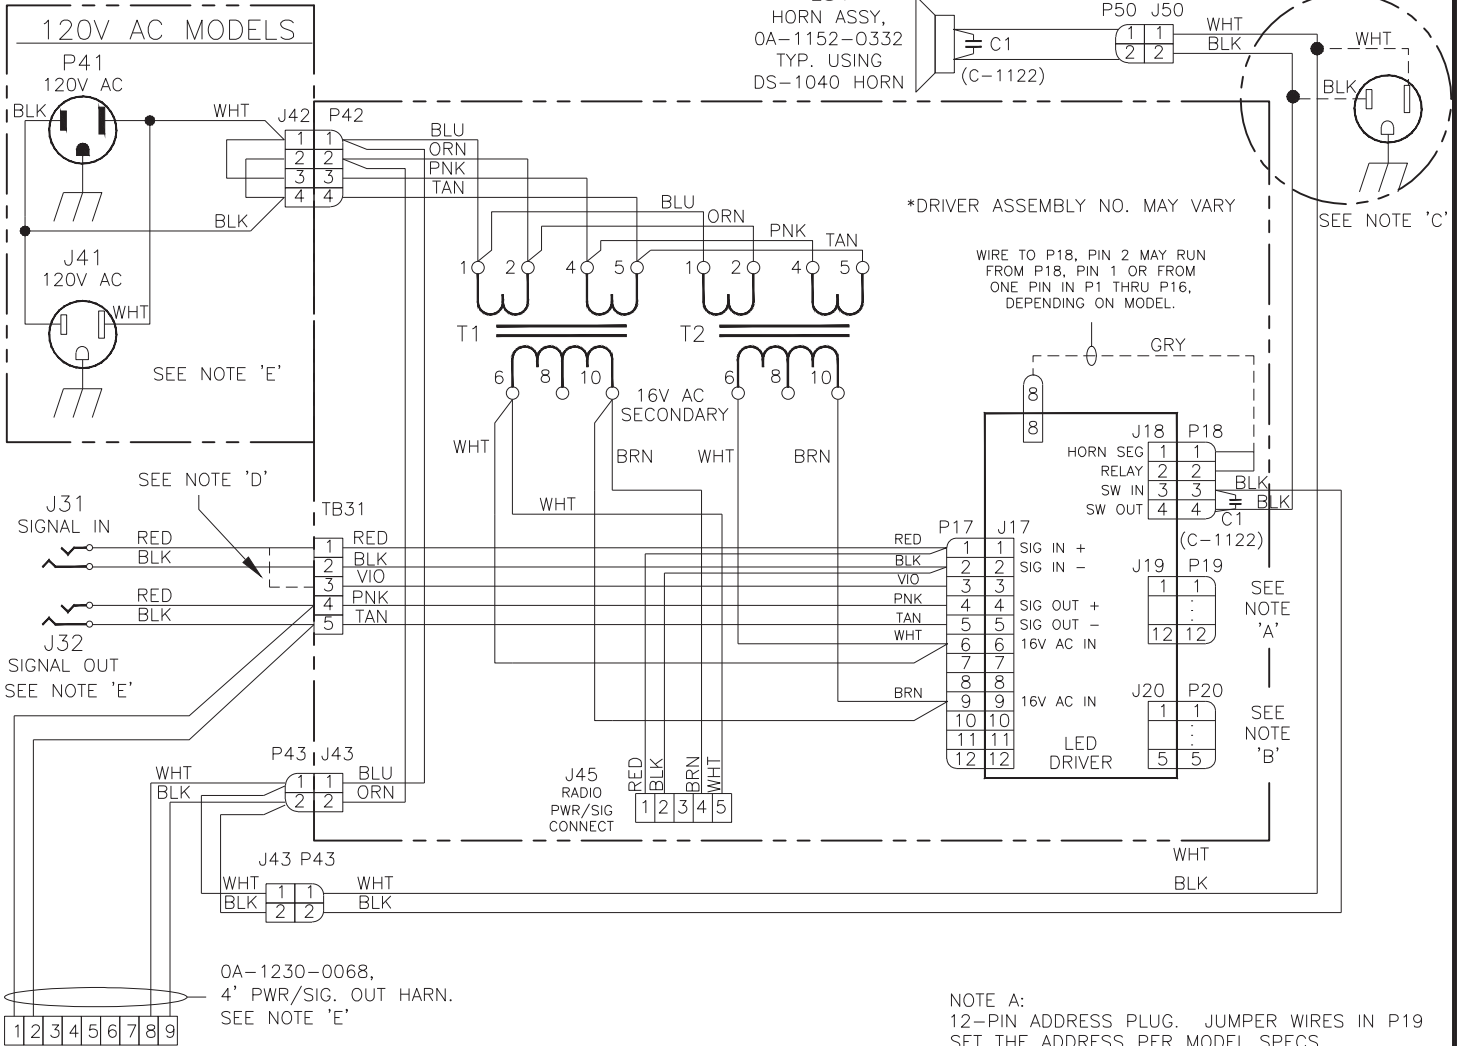 120V AC MODELS
P41
120V AC
BLK
WHT
BLK
J41
120V AC
WHT
SEE NOTE 'E'
J42 P42
1 1
2 2
3 3
4 4
BLU
ORN
PNK
TAN
HORN ASSY,
0A-1152-0332
TYP. USING
DS-1040 HORN
C1
(C-1122)
P50 J50
1 1
2 2
WHT
BLK
WHT
BLK
SEE NOTE 'C'
BLU
ORN
PNK
TAN
1 2 4 5 1 2 4 5
T1
T2
6 8 10 6 8 10
16V AC
SECONDARY
WHT
BRN
WHT
BRN
WHT
*DRIVER ASSEMBLY NO. MAY VARY
WIRE TO P18, PIN 2 MAY RUN
FROM P18, PIN 1 OR FROM
ONE PIN IN P1 THRU P16,
DEPENDING ON MODEL.
GRY
8
8
J18 P18
HORN SEG 1 1
RELAY 2 2
SW IN 3 3
SW OUT 4 4
BLK
BLK
C1
(C-1122)
J19 P19
1 1
:
12 12
SEE
NOTE
'A'
J20 P20
1 1
:
5 5
SEE
NOTE
'B'
LED
DRIVER
P17 J17
RED 1 1 SIG IN +
BLK 2 2 SIG IN -
VIO 3 3
PNK 4 4 SIG OUT +
TAN 5 5 SIG OUT -
WHT 6 6 16V AC IN
7 7
8 8
BRN 9 9 16V AC IN
10 10
11 11
12 12
SEE NOTE 'D'
J31
SIGNAL IN
RED
BLK
RED
BLK
J32
SIGNAL OUT
SEE NOTE 'E'
TB31
1 RED
2 BLK
3 VIO
4 PNK
5 TAN
P43 J43
WHT 1 1 BLU
BLK 2 2 ORN
J45
RADIO
PWR/SIG
CONNECT
RED
BLK
BRN
WHT
1 2 3 4 5
J43 P43
WHT 1 1 WHT
BLK 2 2 BLK
WHT
BLK
0A-1230-0068,
4' PWR/SIG. OUT HARN.
SEE NOTE 'E'
1 2 3 4 5 6 7 8 9
NOTE A:
12-PIN ADDRESS PLUG. JUMPER WIRES IN P19
SET THE ADDRESS PER MODEL SPECS